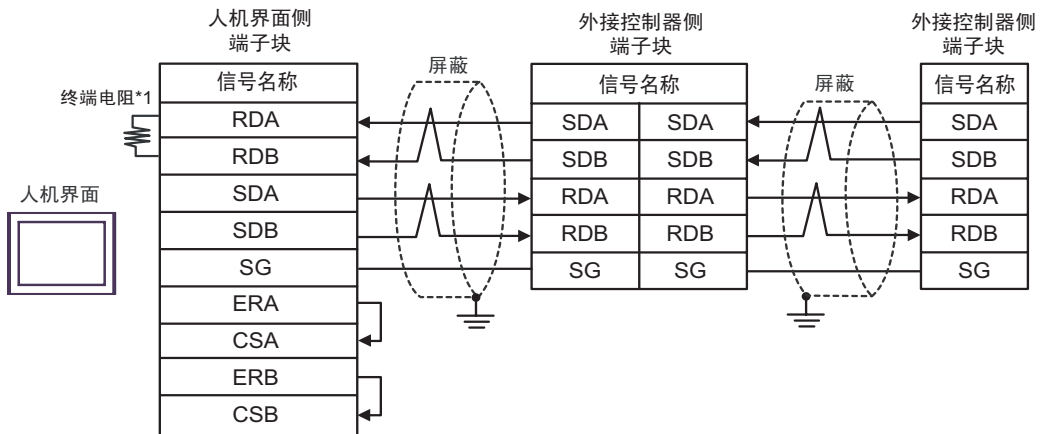 人机界面侧
端子块
外接控制器侧
端子块
外接控制器侧
端子块
屏蔽
屏蔽
终端电阻*1
人机界面
信号名称
RDA
RDB
SDA
SDB
SG
ERA
CSA
ERB
CSB
信号名称
SDA SDA
SDB SDB
RDA RDA
RDB RDB
SG SG
信号名称
SDA
SDB
RDA
RDB
SG